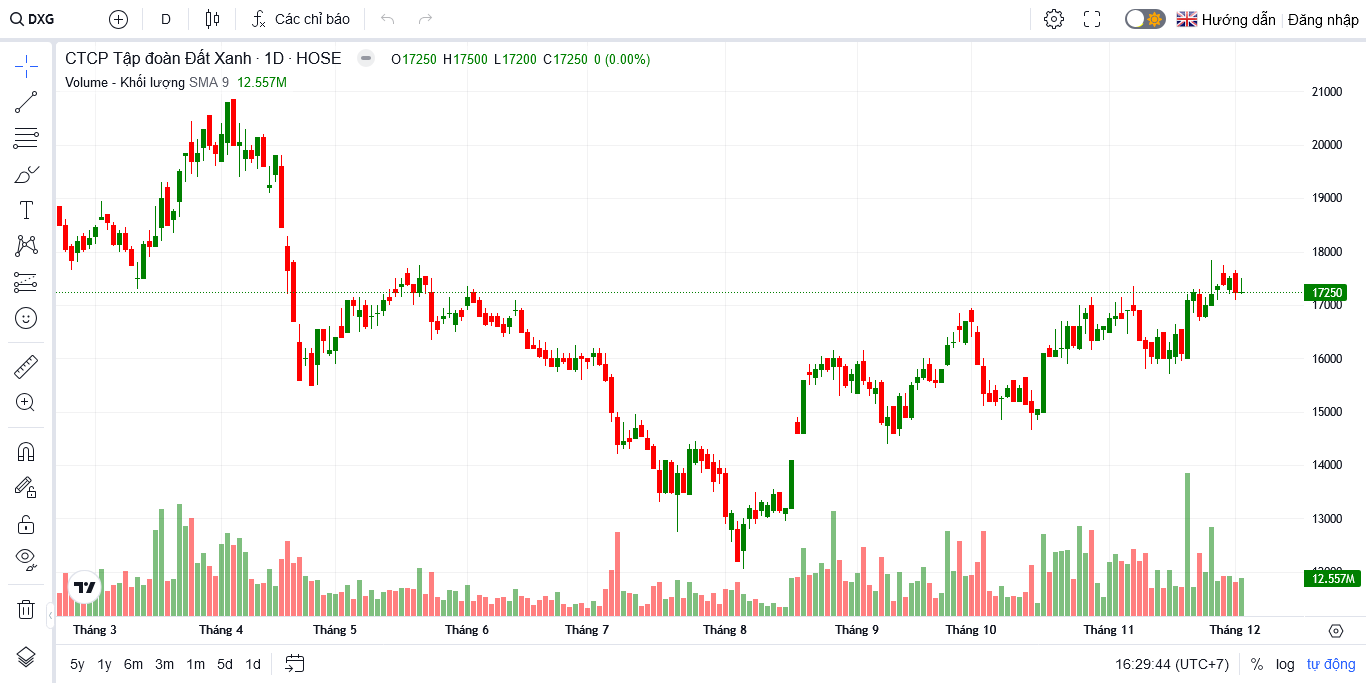 DXG D Các chỉ báo Hướng dẫn Đăng nhập
CTCP Tập đoàn Đất Xanh · 1D · HOSE O17250 H17500 L17200 C17250 0 (0.00%)
Volume - Khối lượng SMA 9 12.557M
21000
20000
19000
18000
17250
17000
16000
15000
14000
13000
12.557M
Tháng 3 Tháng 4 Tháng 5 Tháng 6 Tháng 7 Tháng 8 Tháng 9 Tháng 10 Tháng 11 Tháng 12
5y 1y 6m 3m 1m 5d 1d 16:29:44 (UTC+7) % log tự động